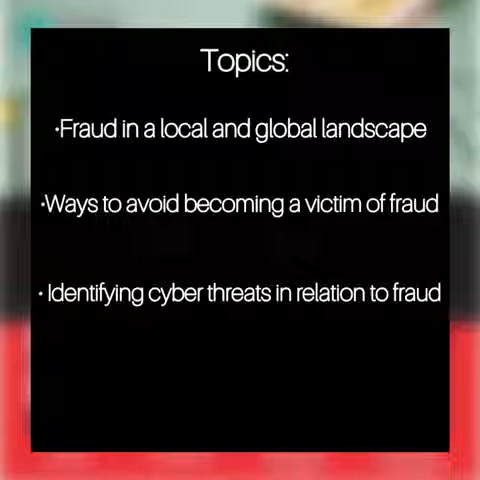 Topics:
•Fraud in a local and global landscape
•Ways to avoid becoming a victim of fraud
• Identifying cyber threats in relation to fraud